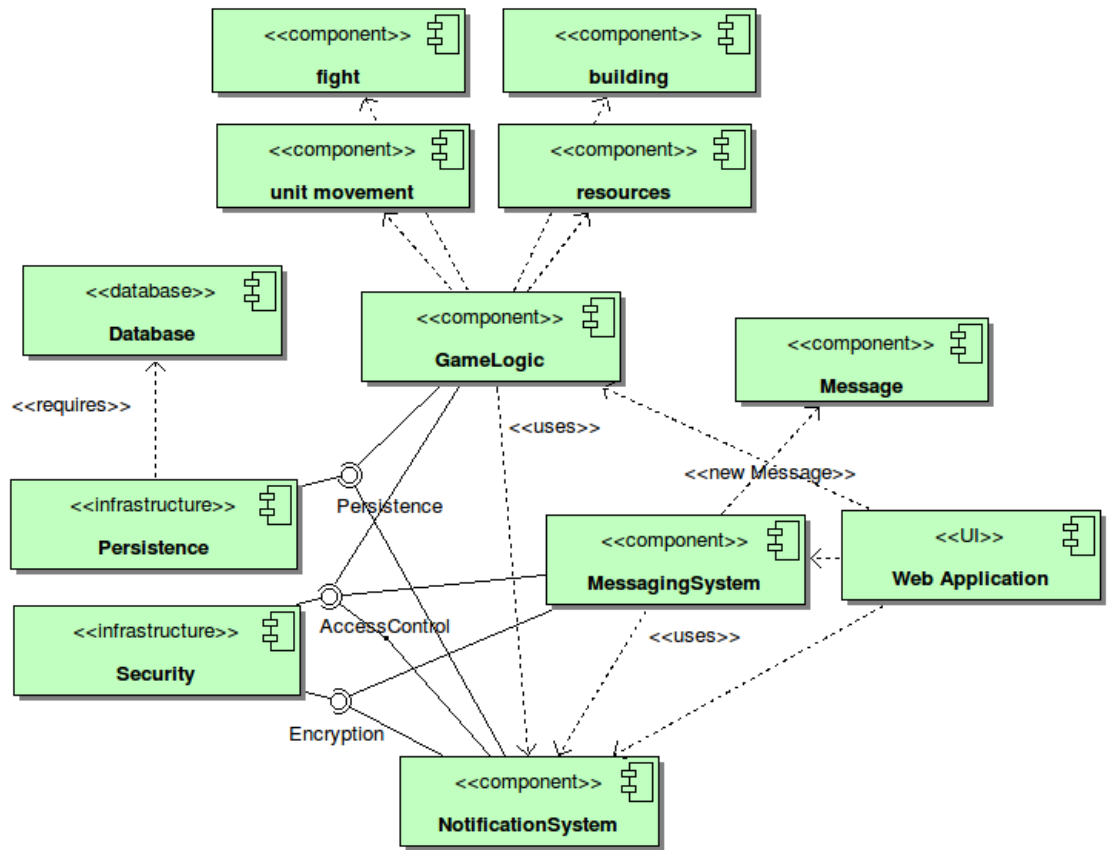 <<component>>
fight
<<component>>
building
<<component>>
unit movement
<<component>>
resources
<<database>>
Database
<<component>>
GameLogic
<<component>>
Message
<<requires>>
<<uses>>
<<new Message>>
<<infrastructure>>
Persistence
Persistence
<<component>>
MessagingSystem
<<UI>>
Web Application
<<infrastructure>>
Security
AccessControl
<<uses>>
Encryption
<<component>>
NotificationSystem